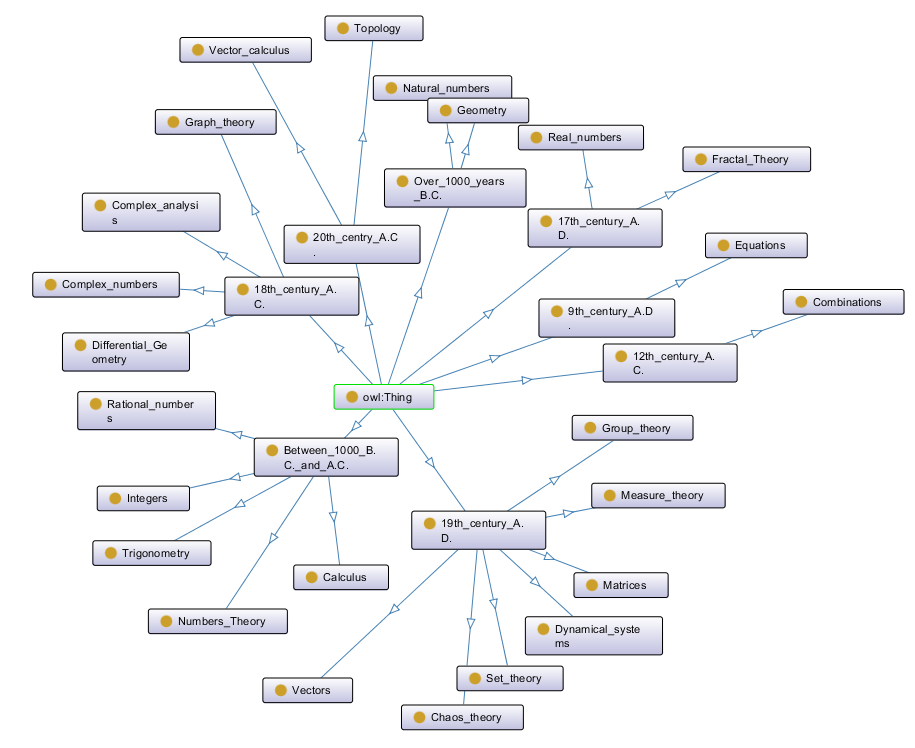 Topology
Vector_calculus
Natural_numbers
Geometry
Graph_theory
Real_numbers
Fractal_Theory
Over_1000_years
_B.C.
Complex_analysi
s
17th_century_A.
D.
20th_centry_A.C
.
Equations
Complex_numbers
18th_century_A.
C.
Combinations
9th_century_A.D
.
Differential_Ge
ometry
12th_century_A.
C.
owl:Thing
Rational_number
s
Group_theory
Between_1000_B.
C._and_A.C.
Integers
Measure_theory
19th_century_A.
D.
Trigonometry
Calculus
Matrices
Numbers_Theory
Dynamical_syste
ms
Set_theory
Vectors
Chaos_theory